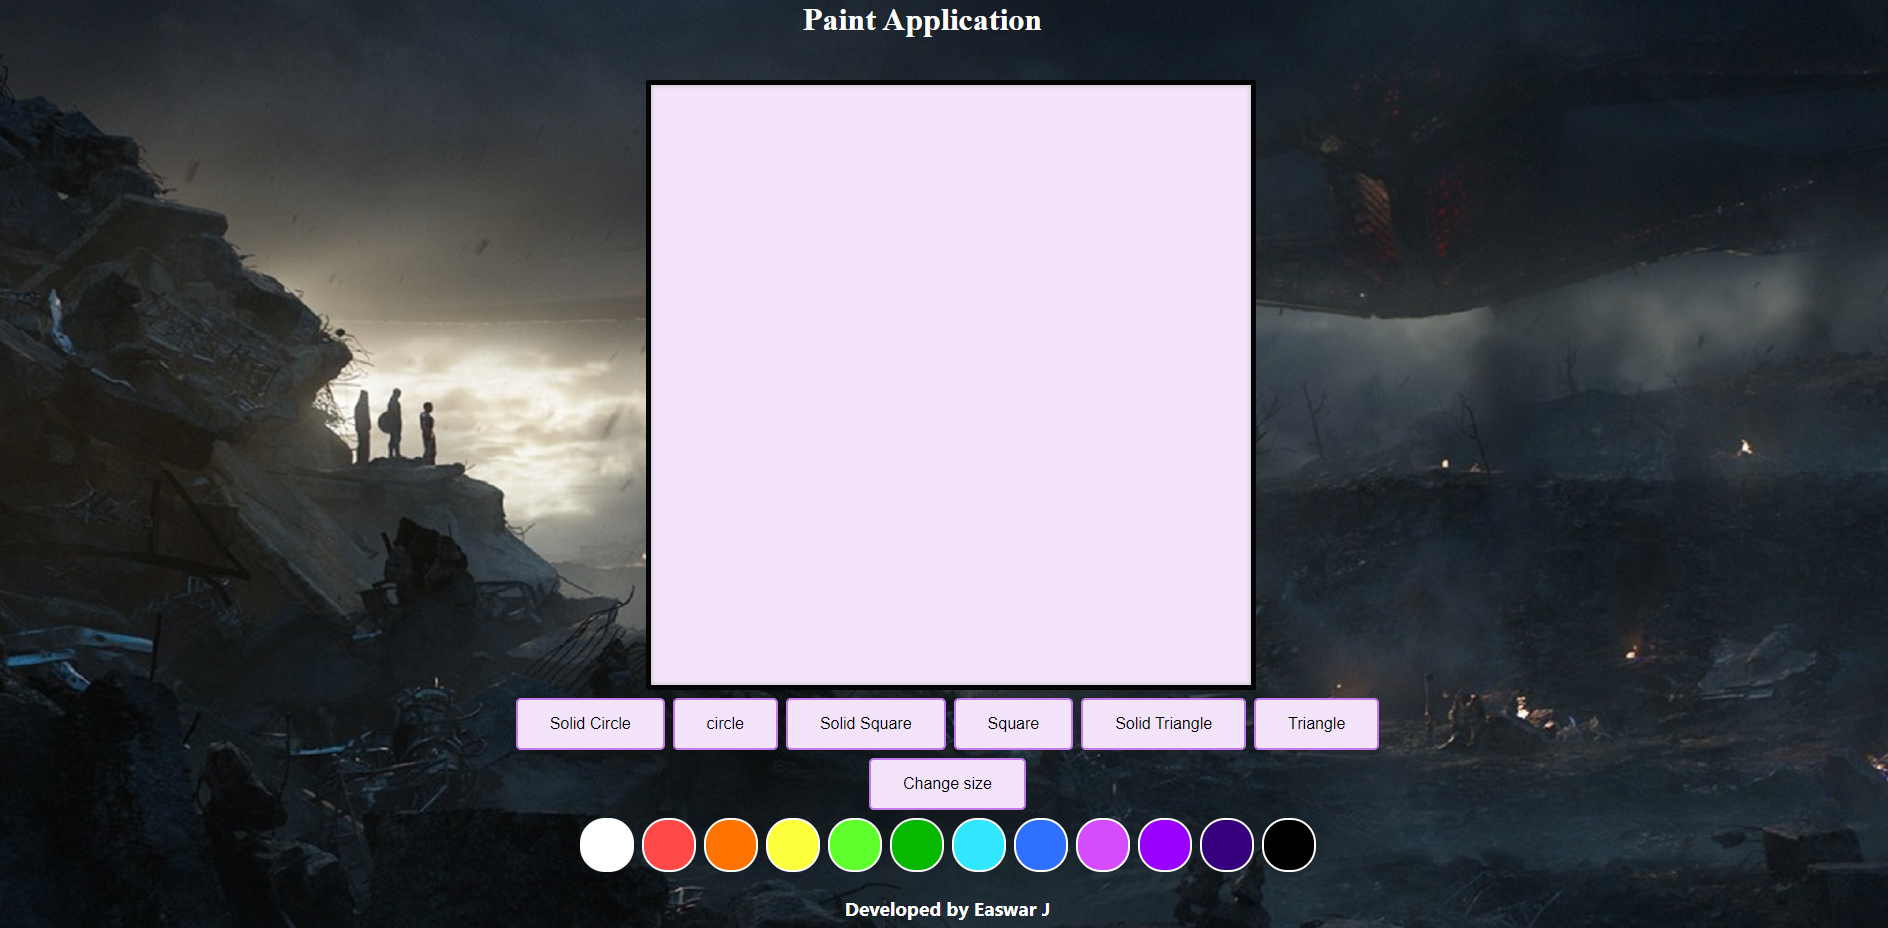 Paint Application
Solid Circle circle Solid Square Square Solid Triangle Triangle
Change size
Developed by Easwar J